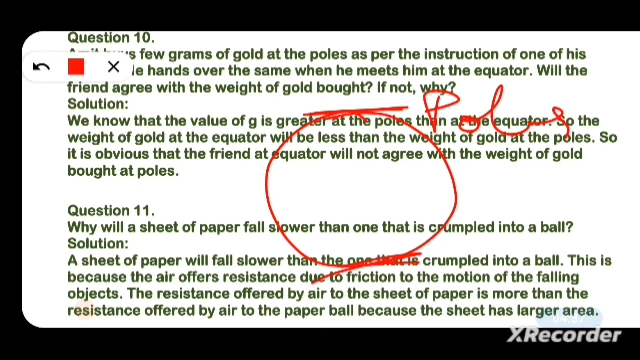 Question 10.
Amit buys few grams of gold at the poles as per the instruction of one of his
hands over the same when he meets him at the equator. Will the
friend agree with the weight of gold bought? If not, why?
Solution:
We know that the value of g is greater at the poles than at the equator. So the
weight of gold at the equator will be less than the weight of gold at the poles. So
it is obvious that the friend at equator will not agree with the weight of gold
bought at poles.
Poles
Question 11.
Why will a sheet of paper fall slower than one that is crumpled into a ball?
Solution:
A sheet of paper will fall slower than the one that is crumpled into a ball. This is
because the air offers resistance due to friction to the motion of the falling
objects. The resistance offered by air to the sheet of paper is more than the
resistance offered by air to the paper ball because the sheet has larger area.
XRecorder